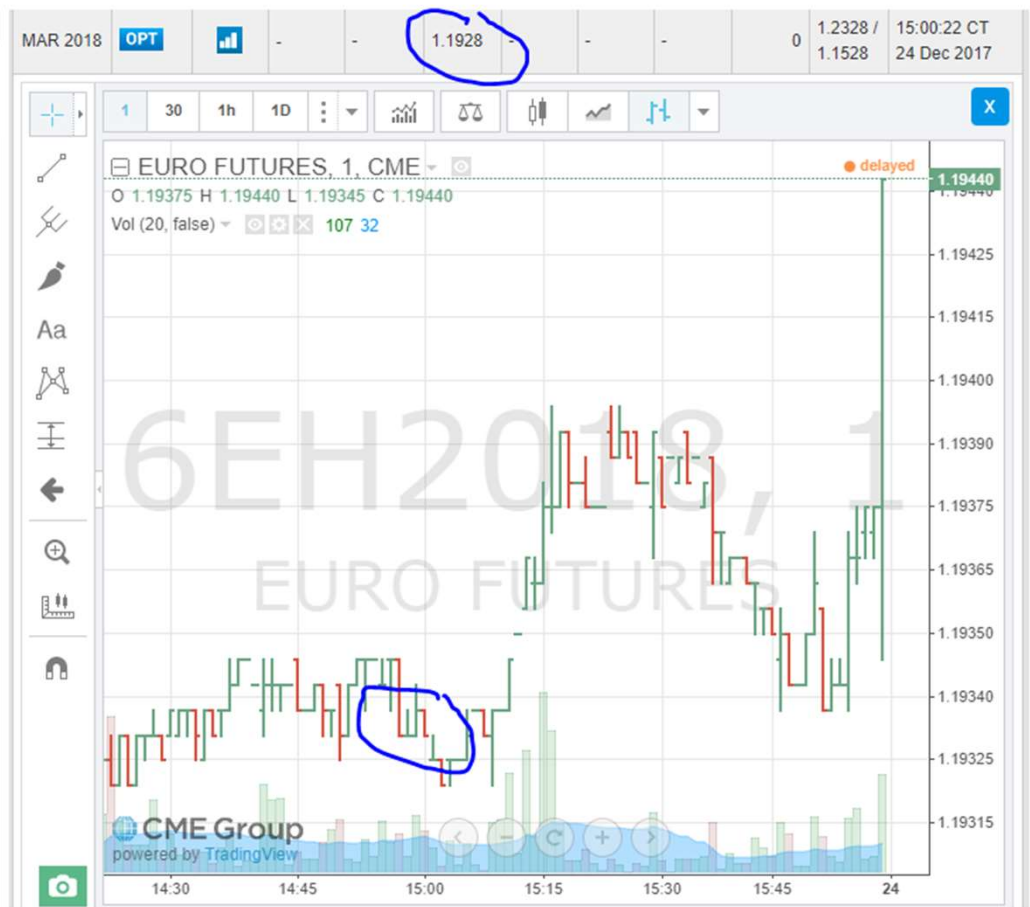 MAR 2018 OPT - - 1.1928 - - - 0 1.2328 / 15:00:22 CT
1.1528 24 Dec 2017
1 30 1h 1D X
EURO FUTURES, 1, CME delayed
O 1.19375 H 1.19440 L 1.19345 C 1.19440
Vol (20, false) 107 32
Aa
6EH2018, 1
EURO FUTURES
1.19440
1.19440
1.19425
1.19415
1.19400
1.19390
1.19375
1.19365
1.19350
1.19340
1.19325
1.19315
CME Group
powered by TradingView
14:30 14:45 15:00 15:15 15:30 15:45 24